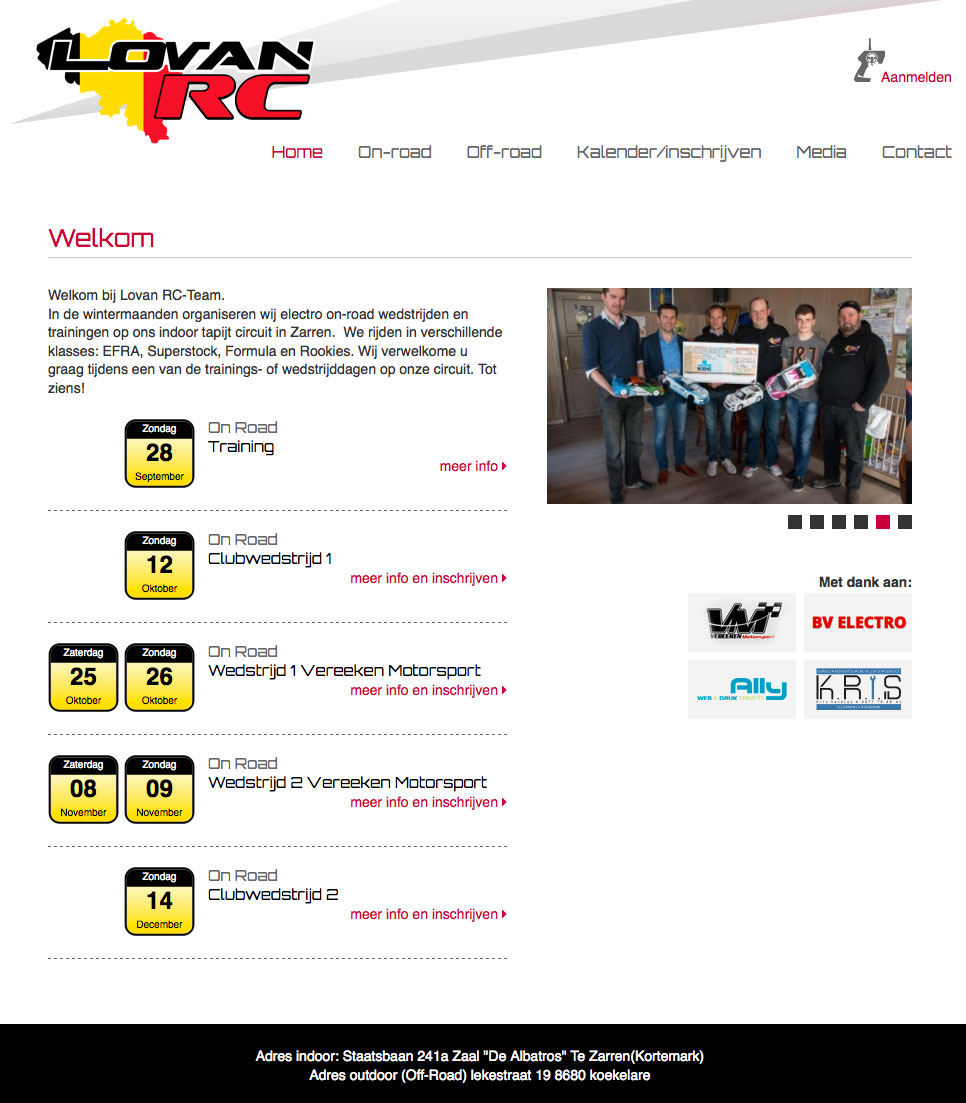 LOVAN
RC
Aanmelden
Home On-road Off-road Kalender/inschrijven Media Contact
Welkom
Welkom bij Lovan RC-Team.
In de wintermaanden organiseren wij electro on-road wedstrijden en
trainingen op ons indoor tapijt circuit in Zarren. We rijden in verschillende
klasses: EFRA, Superstock, Formula en Rookies. Wij verwelkome u
graag tijdens een van de trainings- of wedstrijddagen op onze circuit. Tot
ziens!
Zondag
28
September
On Road
Training
meer info
Zondag
12
Oktober
On Road
Clubwedstrijd 1
meer info en inschrijven
Zaterdag
25
Oktober
Zondag
26
Oktober
On Road
Wedstrijd 1 Vereeken Motorsport
meer info en inschrijven
Zaterdag
08
November
Zondag
09
November
On Road
Wedstrijd 2 Vereeken Motorsport
meer info en inschrijven
Zondag
14
December
On Road
Clubwedstrijd 2
meer info en inschrijven
KBC
Met dank aan:
VM
VEREEKEN Motorsport
BV ELECTRO
Ally
WEB & DRUK SERVICES
K.R.I.S
Adres indoor: Staatsbaan 241a Zaal "De Albatros" Te Zarren(Kortemark)
Adres outdoor (Off-Road) lekestraat 19 8680 koekelare